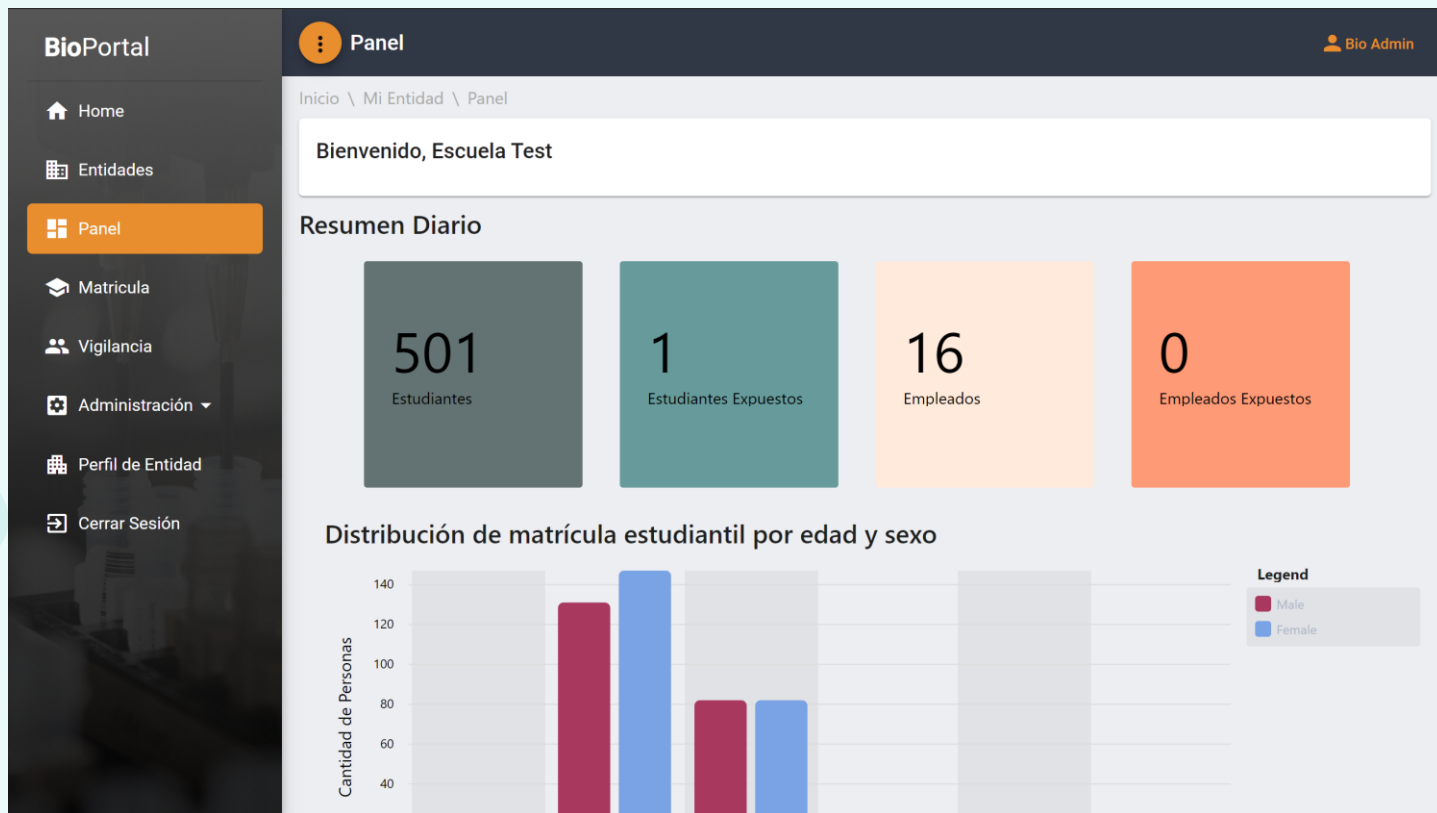 BioPortal
Home
Entidades
Panel
Matricula
Vigilancia
Administración
Perfil de Entidad
Cerrar Sesión
Panel
Bio Admin
Inicio \ Mi Entidad \ Panel
Bienvenido, Escuela Test
Resumen Diario
501
Estudiantes
1
Estudiantes Expuestos
16
Empleados
0
Empleados Expuestos
Distribución de matrícula estudiantil por edad y sexo
Cantidad de Personas
140
120
100
80
60
40
Legend
Male
Female